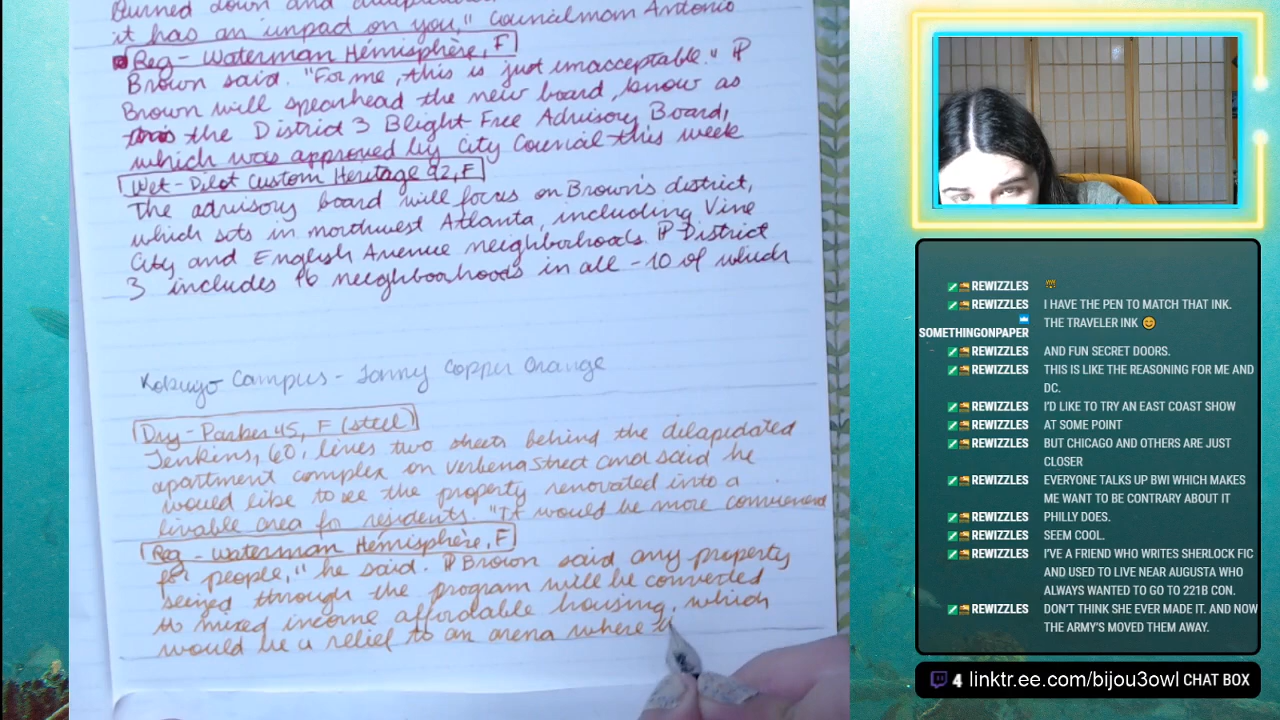 Burned down and
it has an impact on you," Councilman Antonio
Reg - Waterman Hémisphère, F
Brown said. "For me, this is just unacceptable." P
Brown will spearhead the new board, know as
the District 3 Blight Free Advisory Board,
which was approved by City Council this week
Wet - Pilot Custom Heritage 92, F
The advisory board will focus on Brown's district,
which sits in northwest Atlanta, including Vine
City and English Avenue neighborhoods. P District
3 includes 16 neighboorhoods in all - 10 of which
Kokuyo Campus - Lamy Copper Orange
Dry - Parker 45, F (steel)
Jenkins, 60, lives two streets behind the dilapidated
apartment complex on Verbena Street and said he
would like to see the property renovated into a
livable area for residents. "It would be more convenient
Reg - Waterman Hémisphère, F
for people," he said. P Brown said any property
seized through the program will be converted
to mixed income affordable housing, which
would be a relief to an arena where
REWIZZLES
REWIZZLES I HAVE THE PEN TO MATCH THAT INK.
SOMETHINGONPAPER THE TRAVELER INK 😊
REWIZZLES AND FUN SECRET DOORS.
REWIZZLES THIS IS LIKE THE REASONING FOR ME AND
DC.
REWIZZLES I'D LIKE TO TRY AN EAST COAST SHOW
REWIZZLES AT SOME POINT
REWIZZLES BUT CHICAGO AND OTHERS ARE JUST
CLOSER
REWIZZLES EVERYONE TALKS UP BWI WHICH MAKES
ME WANT TO BE CONTRARY ABOUT IT
REWIZZLES PHILLY DOES.
REWIZZLES SEEM COOL.
REWIZZLES I'VE A FRIEND WHO WRITES SHERLOCK FIC
AND USED TO LIVE NEAR AUGUSTA WHO
ALWAYS WANTED TO GO TO 221B CON.
REWIZZLES DON'T THINK SHE EVER MADE IT. AND NOW
THE ARMY'S MOVED THEM AWAY.
4 linktr.ee.com/bijou3owl CHAT BOX